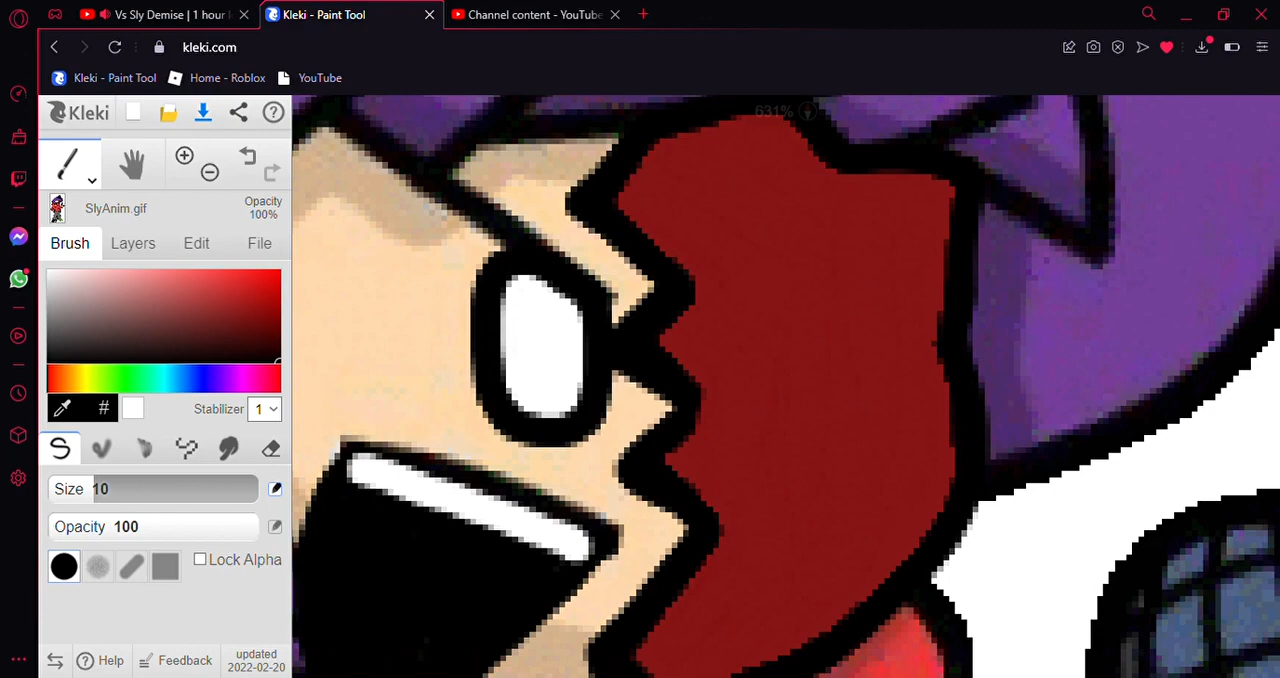 Vs Sly Demise | 1 hour
Kleki - Paint Tool
Channel content - YouTube
kleki.com
Kleki - Paint Tool
Home - Roblox
YouTube
Kleki
631%
SlyAnim.gif
Opacity
100%
Brush
Layers
Edit
File
#
Stabilizer
1
Size 10
Opacity 100
Lock Alpha
Help
Feedback
updated
2022-02-20